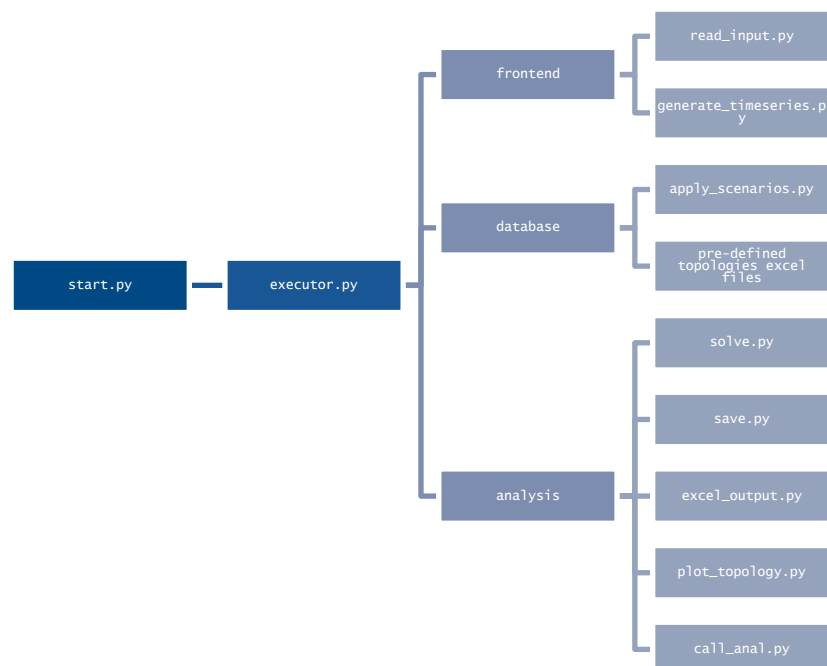 read_input.py
frontend
generate_timeseries.p
y
apply_scenarios.py
database
pre-defined
topologies excel
files
start.py
executor.py
solve.py
save.py
analysis
excel_output.py
plot_topology.py
call_anal.py